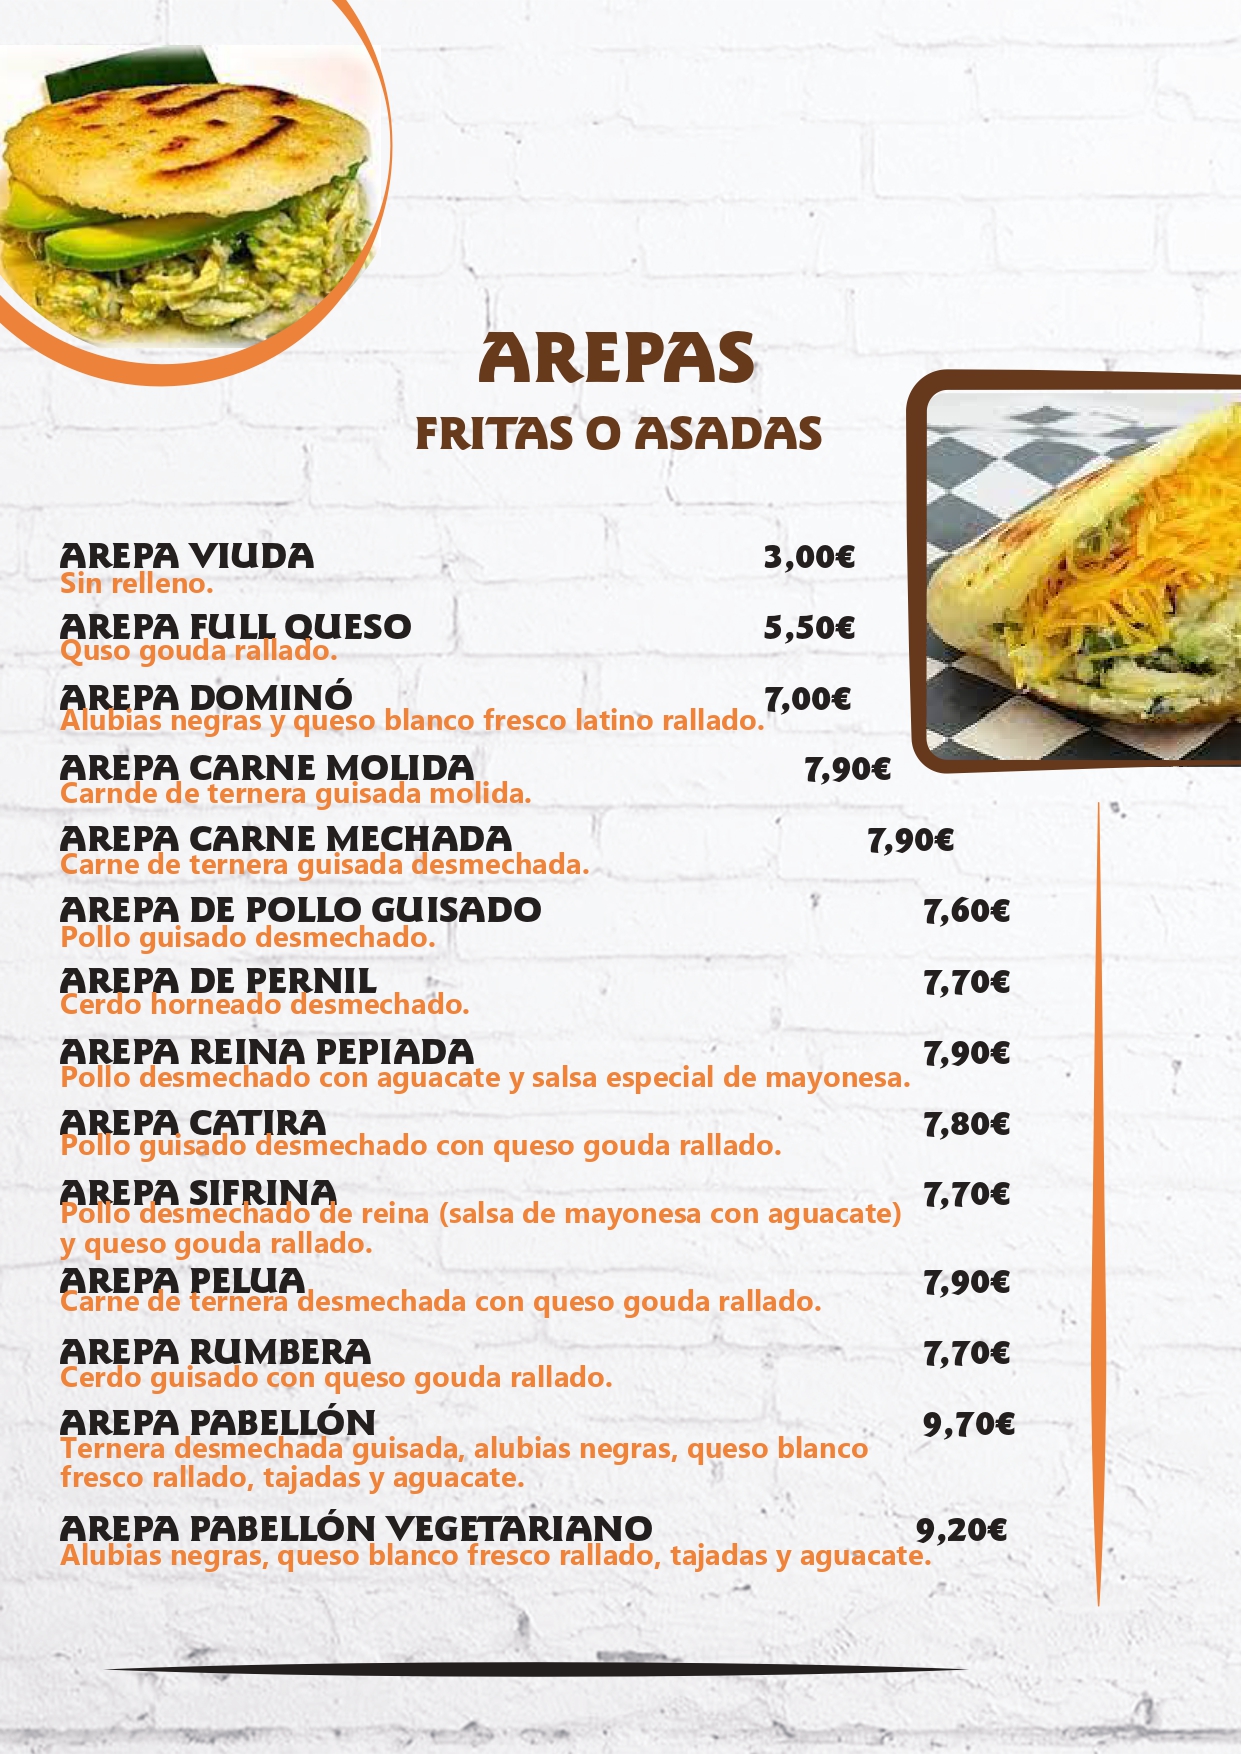 AREPAS
FRITAS O ASADAS
AREPA VIUDA 3,00€
Sin relleno.
AREPA FULL QUESO 5,50€
Quso gouda rallado.
AREPA DOMINÓ 7,00€
Alubias negras y queso blanco fresco latino rallado.
AREPA CARNE MOLIDA 7,90€
Carnde de ternera guisada molida.
AREPA CARNE MECHADA 7,90€
Carne de ternera guisada desmechada.
AREPA DE POLLO GUISADO 7,60€
Pollo guisado desmechado.
AREPA DE PERNIL 7,70€
Cerdo horneado desmechado.
AREPA REINA PEPIADA 7,90€
Pollo desmechado con aguacate y salsa especial de mayonesa.
AREPA CATIRA 7,80€
Pollo guisado desmechado con queso gouda rallado.
AREPA SIFRINA 7,70€
Pollo desmechado de reina (salsa de mayonesa con aguacate)
y queso gouda rallado.
AREPA PELUA 7,90€
Carne de ternera desmechada con queso gouda rallado.
AREPA RUMBERA 7,70€
Cerdo guisado con queso gouda rallado.
AREPA PABELLÓN 9,70€
Ternera desmechada guisada, alubias negras, queso blanco
fresco rallado, tajadas y aguacate.
AREPA PABELLÓN VEGETARIANO 9,20€
Alubias negras, queso blanco fresco rallado, tajadas y aguacate.